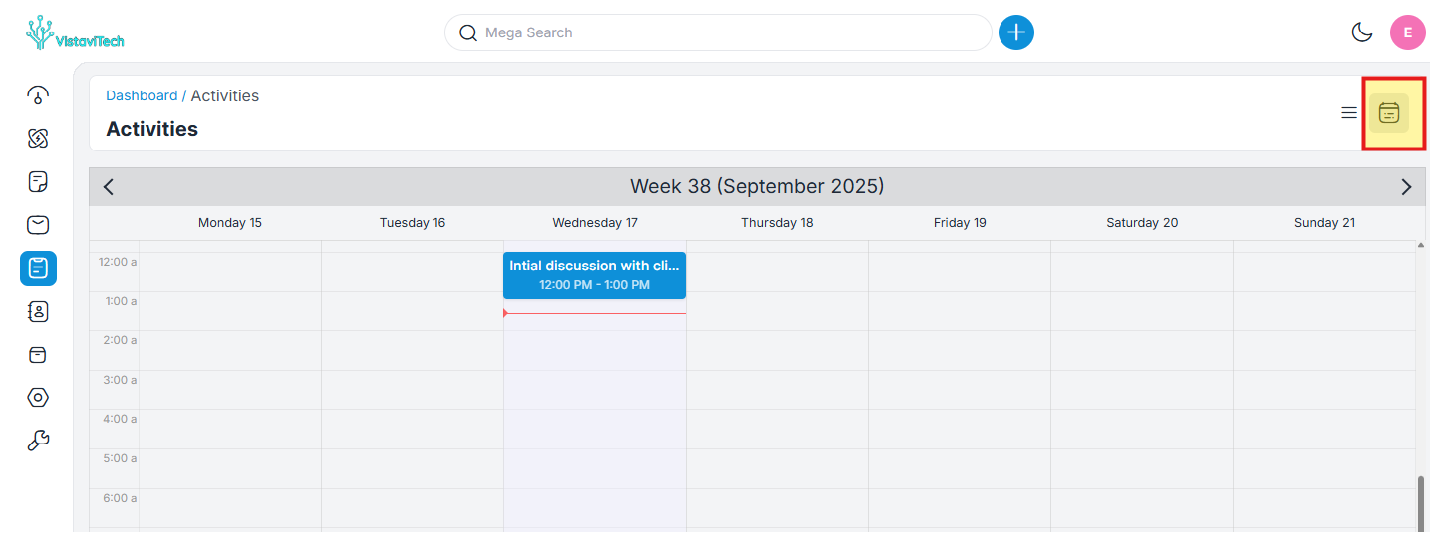 VistaviTech
Mega Search
E
Dashboard / Activities
Activities
Week 38 (September 2025)
Monday 15 Tuesday 16 Wednesday 17 Thursday 18 Friday 19 Saturday 20 Sunday 21
12:00 a
Intial discussion with cli...
12:00 PM - 1:00 PM
1:00 a
2:00 a
3:00 a
4:00 a
5:00 a
6:00 a